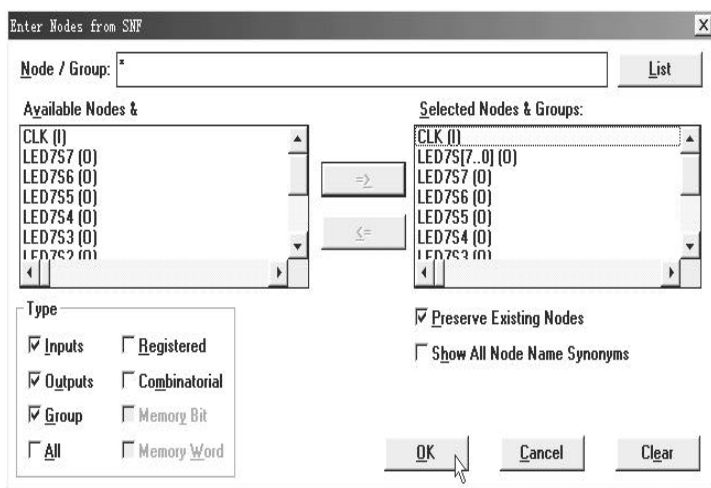 Enter Nodes from SNF
X
Node / Group: *
List
Available Nodes &
CLK (I)
LED7S7 (O)
LED7S6 (O)
LED7S5 (O)
LED7S4 (O)
LED7S3 (O)
LED7S2 (O)
=>
<=
Selected Nodes & Groups:
CLK (I)
LED7S[7..0] (O)
LED7S7 (O)
LED7S6 (O)
LED7S5 (O)
LED7S4 (O)
LED7S3 (O)
Type
Inputs
Registered
Outputs
Combinatorial
Group
Memory Bit
All
Memory Word
Preserve Existing Nodes
Show All Node Name Synonyms
OK
Cancel
Clear